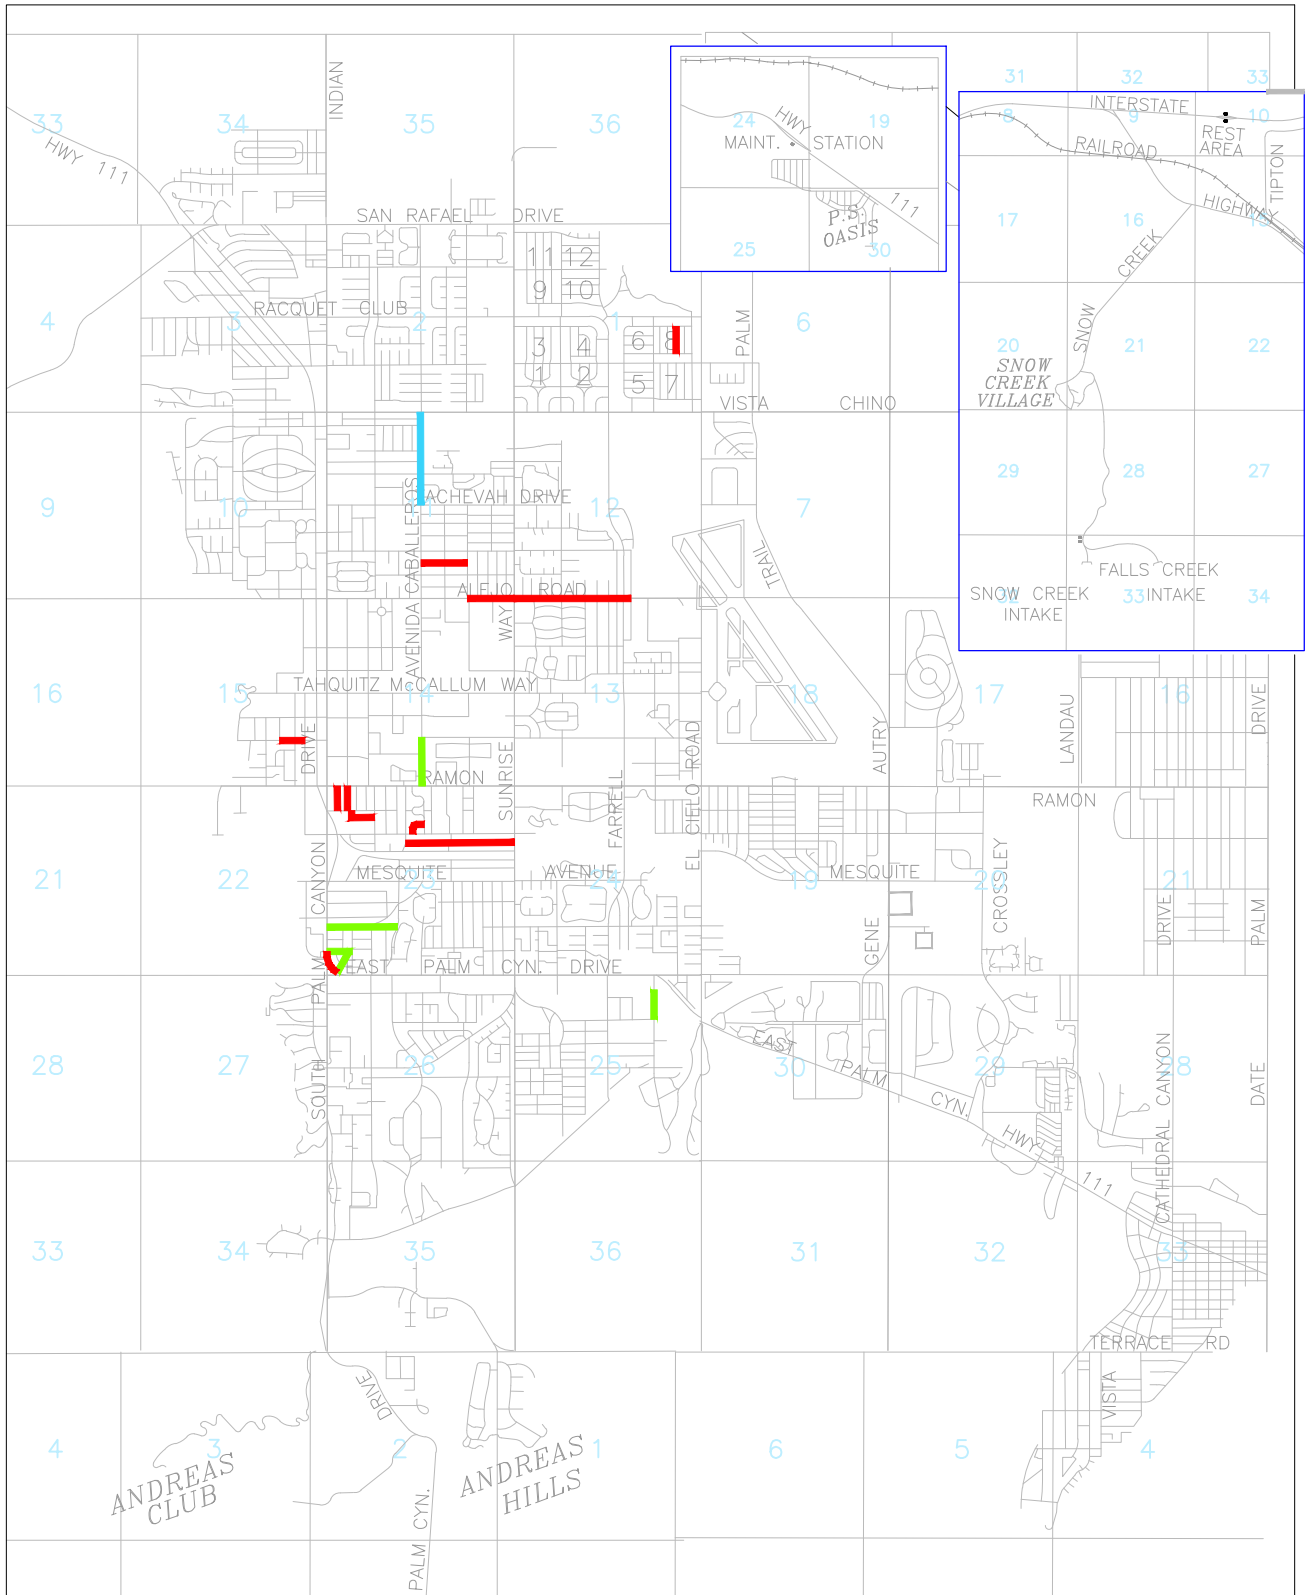 31
32
33
INTERSTATE
8
9
10
REST
AREA
RAILROAD
TIPTON
17
16
15
HIGHWAY
CREEK
SNOW
20
21
22
SNOW
CREEK
VILLAGE
29
28
27
FALLS CREEK
SNOW CREEK
INTAKE
32
33
INTAKE
34
24
HWY
19
MAINT.
STATION
111
P.S.
OASIS
25
30
INDIAN
33
34
35
36
HWY 111
SAN RAFAEL DRIVE
11
12
9
10
RACQUET CLUB
4
3
2
1
6
PALM
3
4
6
8
1
2
5
7
VISTA CHINO
9
10
ACHEVAH DRIVE
12
7
AVENIDA CABALLEROS
ALEJO ROAD
WAY
TRAIL
TAHQUITZ McCALLUM WAY
16
15
14
13
18
17
16
LANDAU
DRIVE
DRIVE
RAMON
SUNRISE
FARRELL
EL CIELO ROAD
AUTRY
RAMON
CANYON
MESQUITE
AVENUE
MESQUITE
21
22
23
24
19
20
21
CROSSLEY
GENE
DRIVE
PALM
PALM
EAST PALM CYN. DRIVE
28
27
26
25
30
29
28
SOUTH
EAST
PALM
CYN.
HWY
111
CATHEDRAL CANYON
DATE
33
34
35
36
31
32
33
TERRACE RD
VISTA
DRIVE
4
3
2
1
6
5
4
ANDREAS
CLUB
ANDREAS
HILLS
PALM CYN.